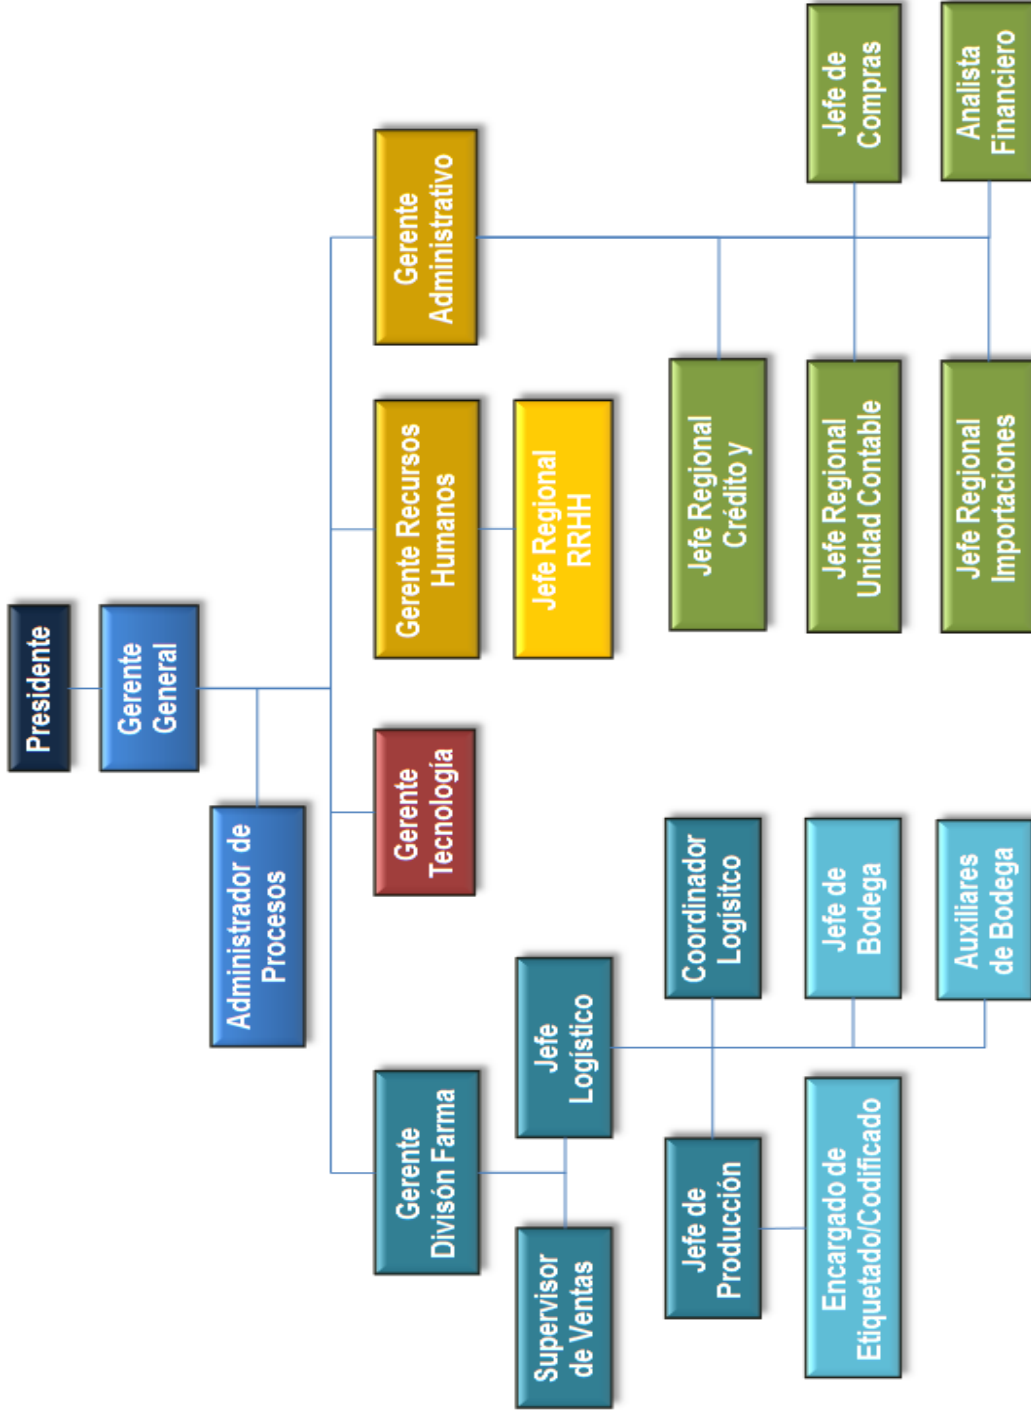 Presidente
Gerente
General
Administrador de
Procesos
Gerente
Divisón Farma
Gerente
Tecnología
Gerente Recursos
Humanos
Gerente
Administrativo
Supervisor
de Ventas
Jefe
Logístico
Jefe Regional
RRHH
Jefe de
Producción
Coordinador
Logísitco
Jefe Regional
Crédito y
Encargado de
Etiquetado/Codificado
Jefe de
Bodega
Jefe Regional
Unidad Contable
Jefe de
Compras
Auxiliares
de Bodega
Jefe Regional
Importaciones
Analista
Financiero